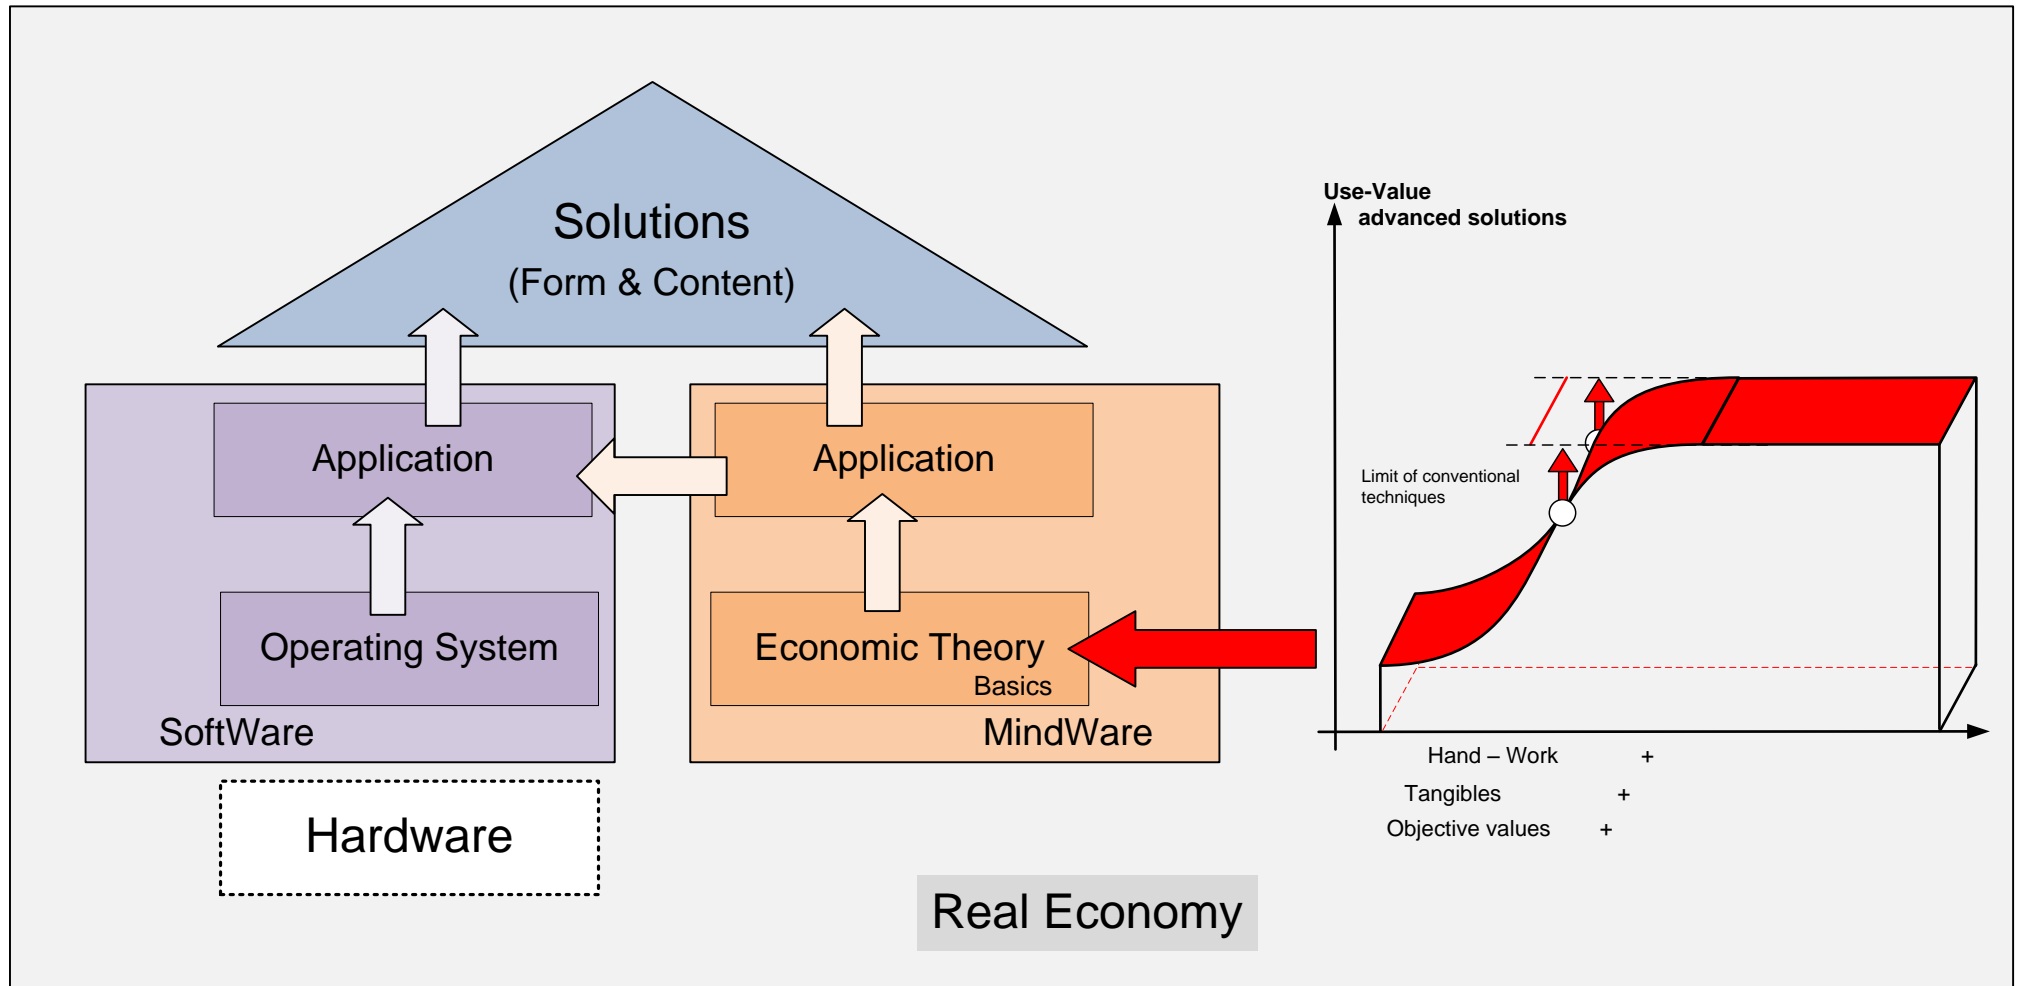 Solutions
(Form & Content)
Application
Application
Operating System
Economic Theory
Basics
SoftWare
MindWare
Hardware
Real Economy
Use-Value
advanced solutions
Limit of conventional
techniques
Hand – Work +
Tangibles +
Objective values +